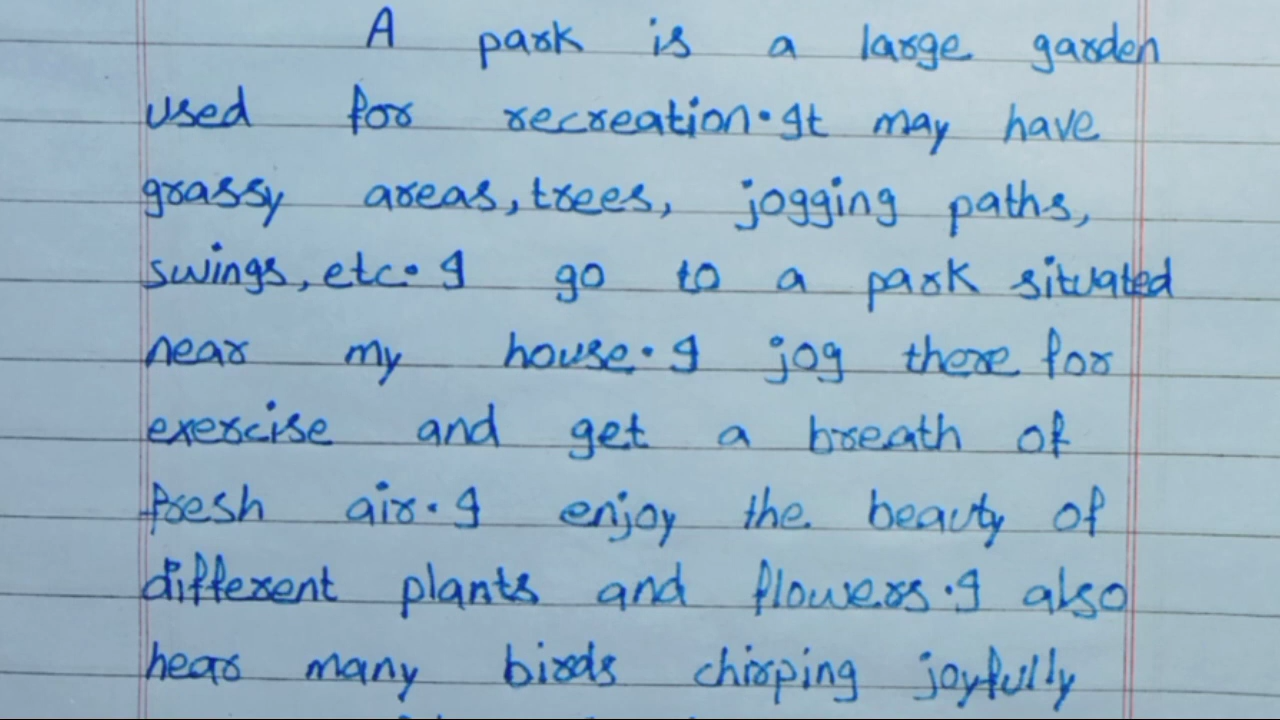 A park is a large garden
used for recreation. It may have
grassy areas, trees, jogging paths,
swings, etc. I go to a park situated
near my house. I jog there for
exercise and get a breath of
fresh air. I enjoy the beauty of
different plants and flowers. I also
hear many birds chirping joyfully